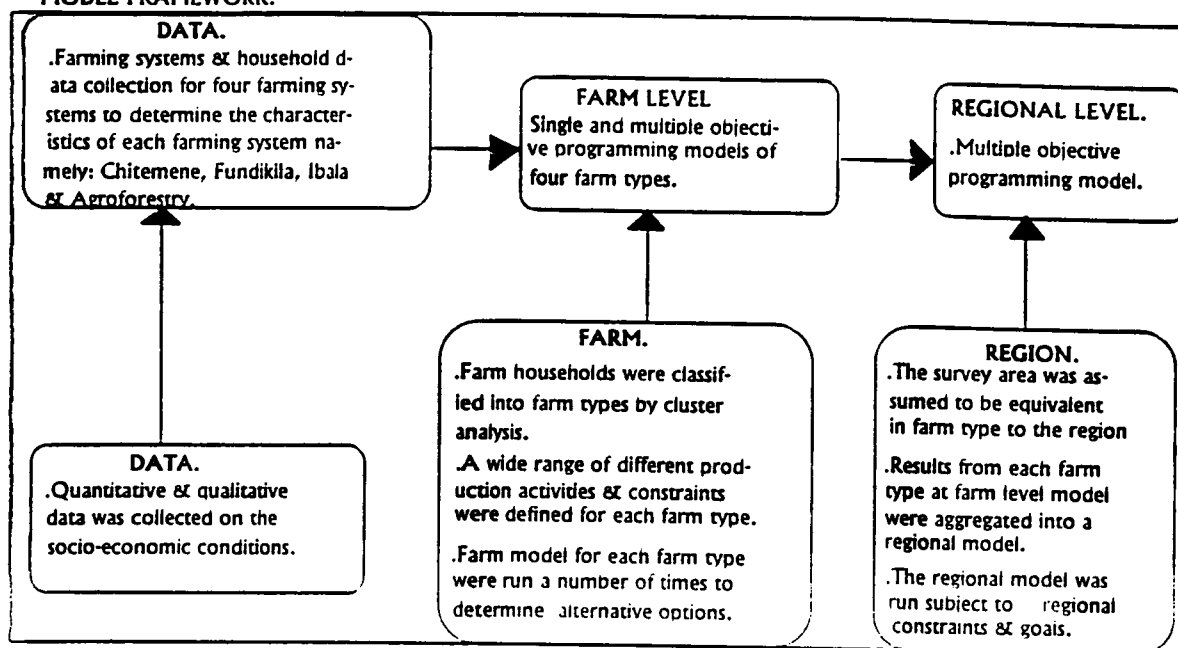 MODEL FRAMEWORK.
DATA.
.Farming systems & household d-
ata collection for four farming sy-
stems to determine the character-
istics of each farming system na-
mely: Chitemene, Fundikila, Ibala
& Agroforestry.
FARM LEVEL
Single and multiple objecti-
ve programming models of
four farm types.
REGIONAL LEVEL.
.Multiple objective
programming model.
DATA.
.Quantitative & qualitative
data was collected on the
socio-economic conditions.
FARM.
.Farm households were classif-
ied into farm types by cluster
analysis.
.A wide range of different prod-
uction activities & constraints
were defined for each farm type.
.Farm model for each farm type
were run a number of times to
determine alternative options.
REGION.
.The survey area was as-
sumed to be equivalent
in farm type to the region
.Results from each farm
type at farm level model
were aggregated into a
regional model.
.The regional model was
run subject to regional
constraints & goals.